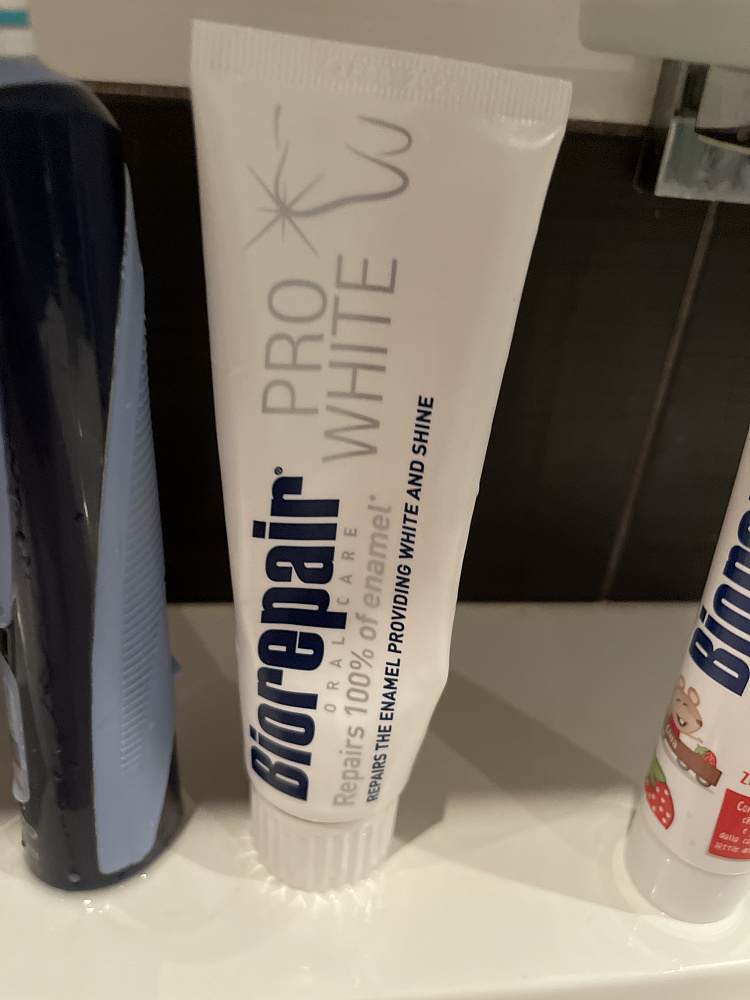 PRO
WHITE
Biorepair®
ORAL CARE
Repairs 100% of enamel*
REPAIRS THE ENAMEL PROVIDING WHITE AND SHINE